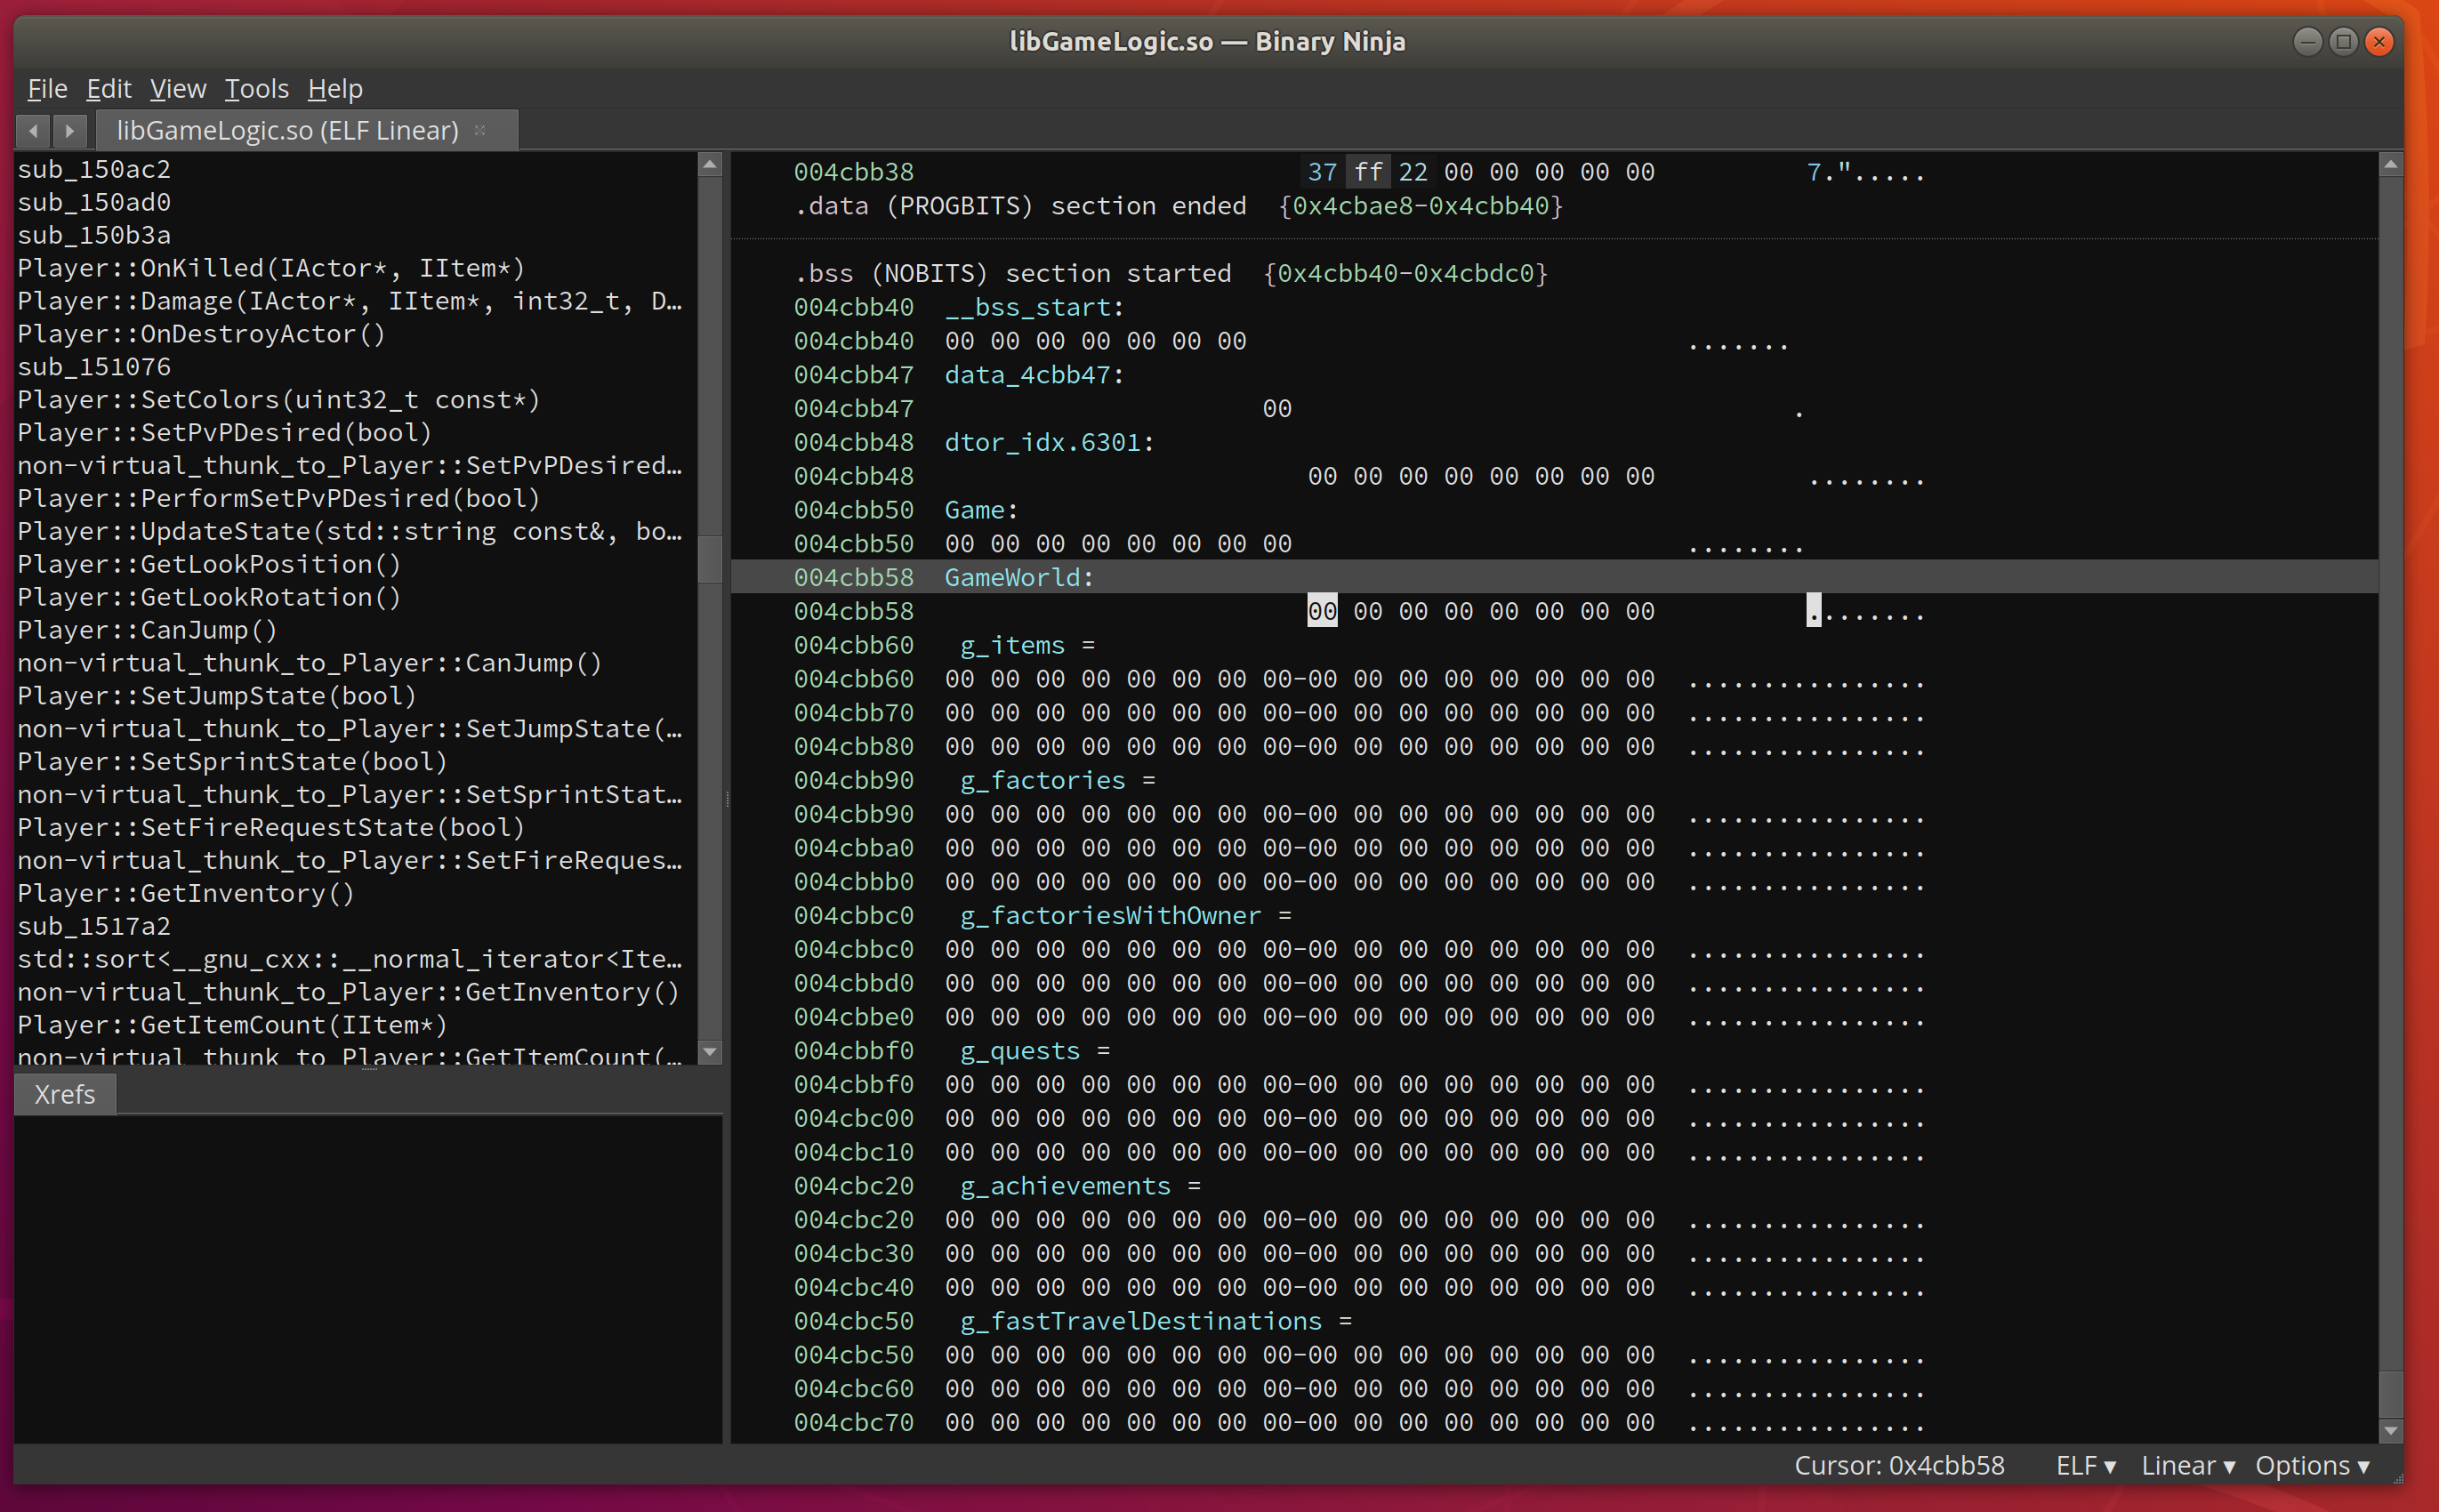 libGameLogic.so — Binary Ninja
File Edit View Tools Help
libGameLogic.so (ELF Linear)
sub_150ac2
sub_150ad0
sub_150b3a
Player::OnKilled(IActor*, IItem*)
Player::Damage(IActor*, IItem*, int32_t, D…
Player::OnDestroyActor()
sub_151076
Player::SetColors(uint32_t const*)
Player::SetPvPDesired(bool)
non-virtual_thunk_to_Player::SetPvPDesired…
Player::PerformSetPvPDesired(bool)
Player::UpdateState(std::string const&, bo…
Player::GetLookPosition()
Player::GetLookRotation()
Player::CanJump()
non-virtual_thunk_to_Player::CanJump()
Player::SetJumpState(bool)
non-virtual_thunk_to_Player::SetJumpState(…
Player::SetSprintState(bool)
non-virtual_thunk_to_Player::SetSprintStat…
Player::SetFireRequestState(bool)
non-virtual_thunk_to_Player::SetFireReques…
Player::GetInventory()
sub_1517a2
std::sort<__gnu_cxx::__normal_iterator<Ite…
non-virtual_thunk_to_Player::GetInventory()
Player::GetItemCount(IItem*)
non-virtual_thunk_to_Player::GetItemCount(…
Xrefs
004cbb38 37 ff 22 00 00 00 00 00 7.".....
.data (PROGBITS) section ended {0x4cbae8-0x4cbb40}
.bss (NOBITS) section started {0x4cbb40-0x4cbdc0}
004cbb40 __bss_start:
004cbb40 00 00 00 00 00 00 00 .......
004cbb47 data_4cbb47:
004cbb47 00 .
004cbb48 dtor_idx.6301:
004cbb48 00 00 00 00 00 00 00 00 ........
004cbb50 Game:
004cbb50 00 00 00 00 00 00 00 00 ........
004cbb58 GameWorld:
004cbb58 00 00 00 00 00 00 00 00 ........
004cbb60 g_items =
004cbb60 00 00 00 00 00 00 00 00-00 00 00 00 00 00 00 00 ................
004cbb70 00 00 00 00 00 00 00 00-00 00 00 00 00 00 00 00 ................
004cbb80 00 00 00 00 00 00 00 00-00 00 00 00 00 00 00 00 ................
004cbb90 g_factories =
004cbb90 00 00 00 00 00 00 00 00-00 00 00 00 00 00 00 00 ................
004cbba0 00 00 00 00 00 00 00 00-00 00 00 00 00 00 00 00 ................
004cbbb0 00 00 00 00 00 00 00 00-00 00 00 00 00 00 00 00 ................
004cbbc0 g_factoriesWithOwner =
004cbbc0 00 00 00 00 00 00 00 00-00 00 00 00 00 00 00 00 ................
004cbbd0 00 00 00 00 00 00 00 00-00 00 00 00 00 00 00 00 ................
004cbbe0 00 00 00 00 00 00 00 00-00 00 00 00 00 00 00 00 ................
004cbbf0 g_quests =
004cbbf0 00 00 00 00 00 00 00 00-00 00 00 00 00 00 00 00 ................
004cbc00 00 00 00 00 00 00 00 00-00 00 00 00 00 00 00 00 ................
004cbc10 00 00 00 00 00 00 00 00-00 00 00 00 00 00 00 00 ................
004cbc20 g_achievements =
004cbc20 00 00 00 00 00 00 00 00-00 00 00 00 00 00 00 00 ................
004cbc30 00 00 00 00 00 00 00 00-00 00 00 00 00 00 00 00 ................
004cbc40 00 00 00 00 00 00 00 00-00 00 00 00 00 00 00 00 ................
004cbc50 g_fastTravelDestinations =
004cbc50 00 00 00 00 00 00 00 00-00 00 00 00 00 00 00 00 ................
004cbc60 00 00 00 00 00 00 00 00-00 00 00 00 00 00 00 00 ................
004cbc70 00 00 00 00 00 00 00 00-00 00 00 00 00 00 00 00 ................
Cursor: 0x4cbb58 ELF ▾ Linear ▾ Options ▾